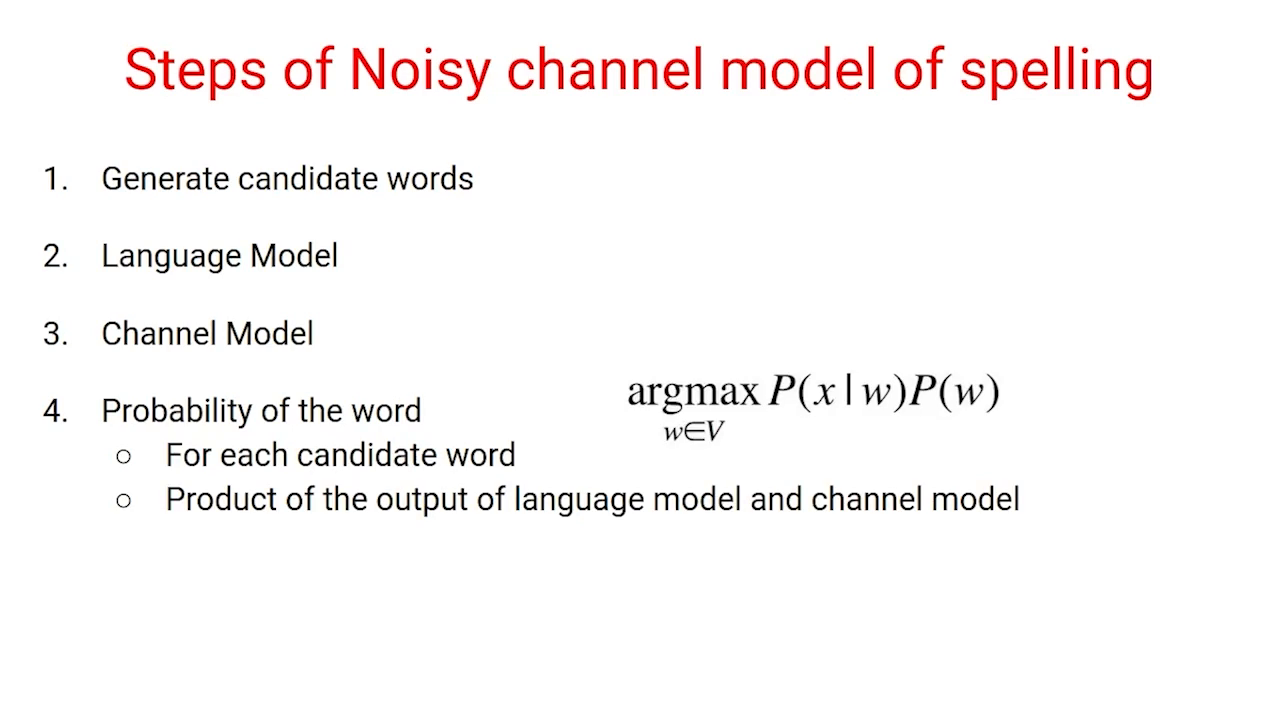 Steps of Noisy channel model of spelling
1. Generate candidate words
2. Language Model
3. Channel Model
4. Probability of the word
argmax P(x | w)P(w)
w∈V
○ For each candidate word
○ Product of the output of language model and channel model